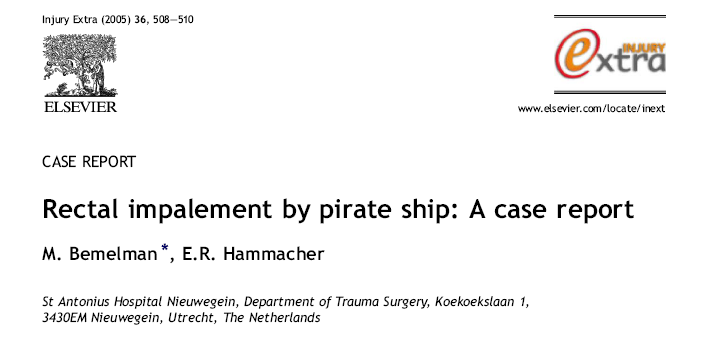 Injury Extra (2005) 36, 508—510
ELSEVIER
INJURY
extra
www.elsevier.com/locate/inext
CASE REPORT
Rectal impalement by pirate ship: A case report
M. Bemelman*, E.R. Hammacher
St Antonius Hospital Nieuwegein, Department of Trauma Surgery, Koekoekslaan 1,
3430EM Nieuwegein, Utrecht, The Netherlands